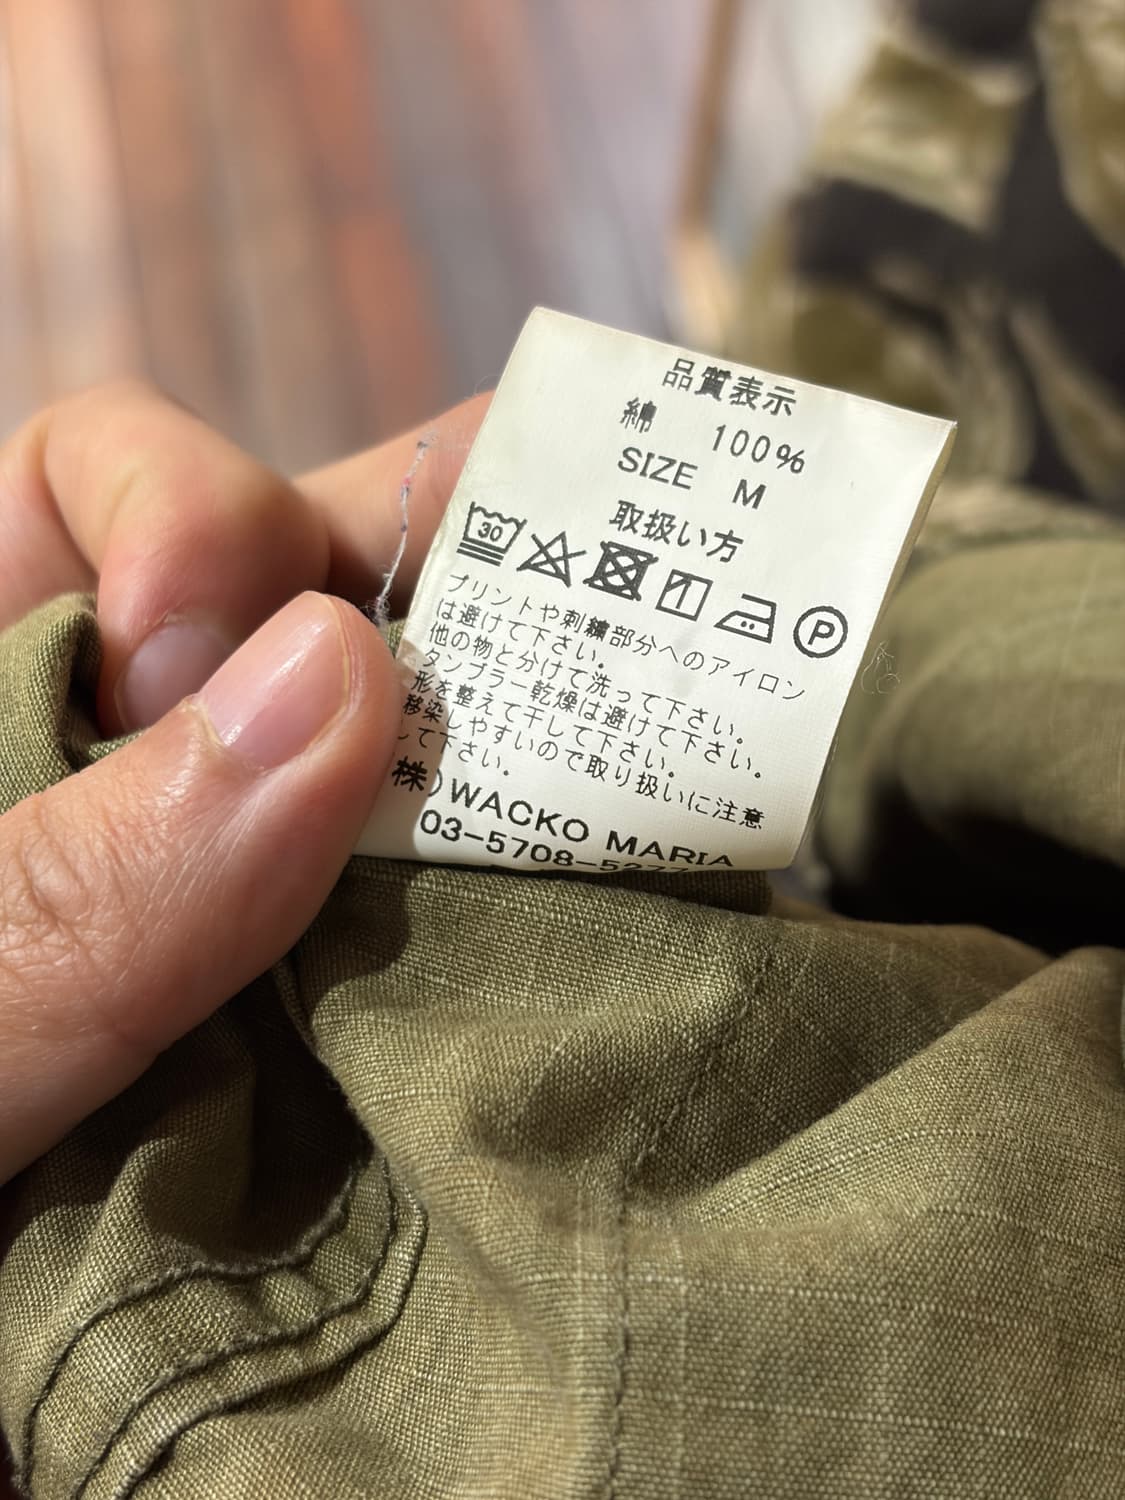 品質表示
綿 100%
SIZE M
取扱い方
30
P
プリントや刺繍部分へのアイロン
は避けて下さい。
他の物と分けて洗って下さい。
タンブラー乾燥は避けて下さい。
形を整えて干して下さい。
移染しやすいので取り扱いに注意
して下さい。
株)WACKO MARIA
03-5708-5277